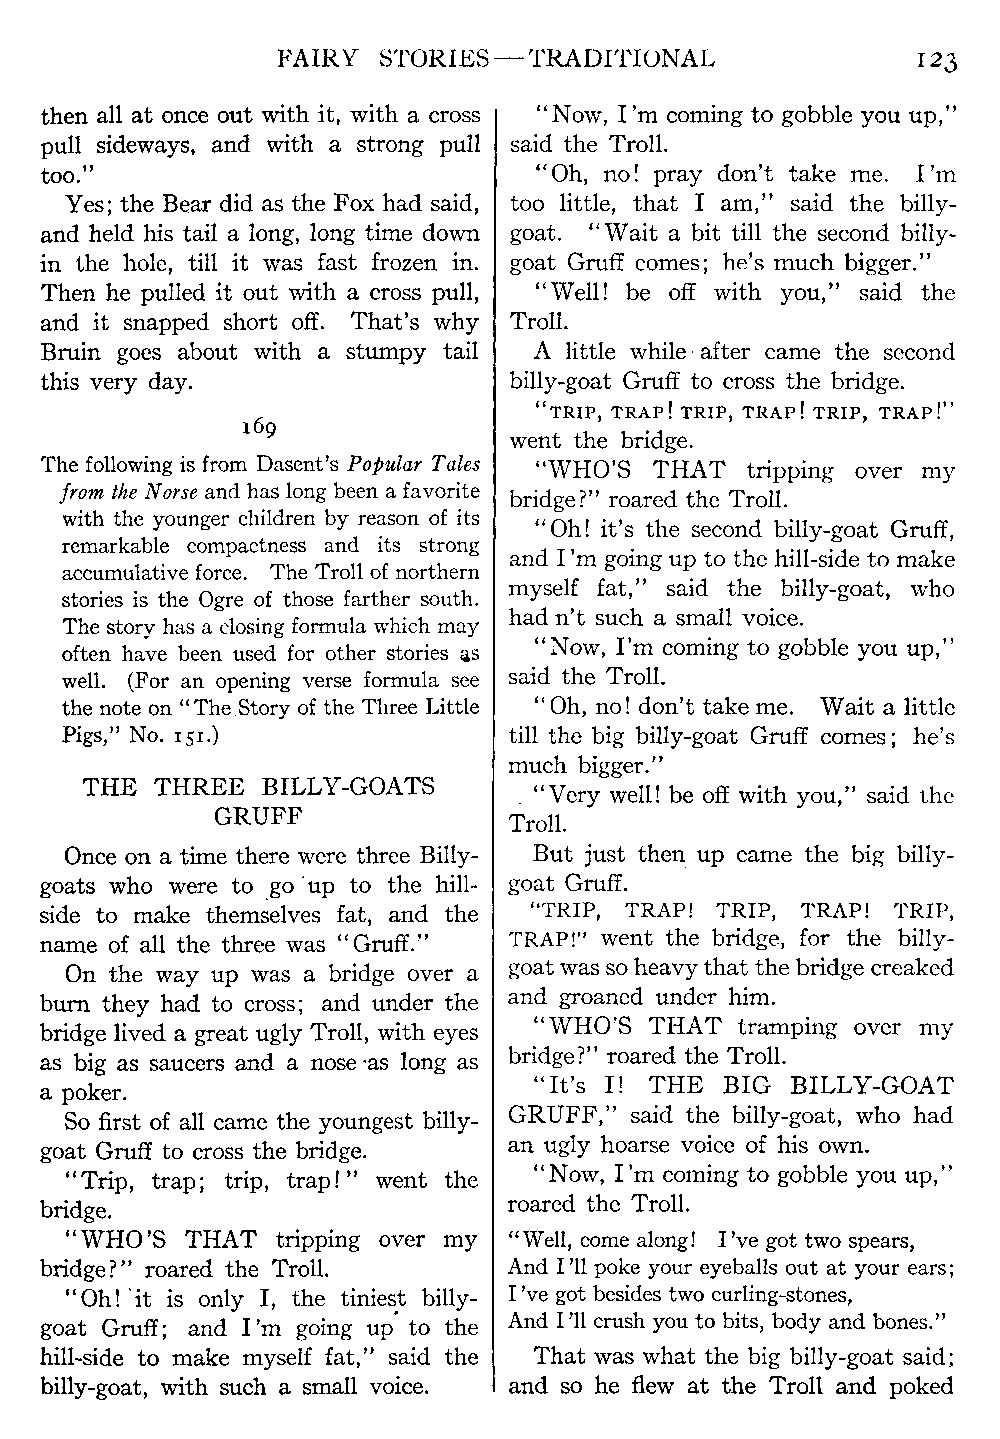 FAIRY STORIES—TRADITIONAL 123
then all at once out with it, with a cross
pull sideways, and with a strong pull
too."
Yes; the Bear did as the Fox had said,
and held his tail a long, long time down
in the hole, till it was fast frozen in.
Then he pulled it out with a cross pull,
and it snapped short off. That's why
Bruin goes about with a stumpy tail
this very day.
169
The following is from Dasent's Popular Tales
from the Norse and has long been a favorite
with the younger children by reason of its
remarkable compactness and its strong
accumulative force. The Troll of northern
stories is the Ogre of those farther south.
The story has a closing formula which may
often have been used for other stories as
well. (For an opening verse formula see
the note on "The Story of the Three Little
Pigs," No. 151.)
THE THREE BILLY-GOATS
GRUFF
Once on a time there were three Billy-
goats who were to go up to the hill-
side to make themselves fat, and the
name of all the three was "Gruff."
On the way up was a bridge over a
burn they had to cross; and under the
bridge lived a great ugly Troll, with eyes
as big as saucers and a nose as long as
a poker.
So first of all came the youngest billy-
goat Gruff to cross the bridge.
"Trip, trap; trip, trap!" went the
bridge.
"WHO'S THAT tripping over my
bridge?" roared the Troll.
"Oh! it is only I, the tiniest billy-
goat Gruff; and I'm going up to the
hill-side to make myself fat," said the
billy-goat, with such a small voice.
"Now, I'm coming to gobble you up,"
said the Troll.
"Oh, no! pray don't take me. I'm
too little, that I am," said the billy-
goat. "Wait a bit till the second billy-
goat Gruff comes; he's much bigger."
"Well! be off with you," said the
Troll.
A little while after came the second
billy-goat Gruff to cross the bridge.
"TRIP, TRAP! TRIP, TRAP! TRIP, TRAP!"
went the bridge.
"WHO'S THAT tripping over my
bridge?" roared the Troll.
"Oh! it's the second billy-goat Gruff,
and I'm going up to the hill-side to make
myself fat," said the billy-goat, who
hadn't such a small voice.
"Now, I'm coming to gobble you up,"
said the Troll.
"Oh, no! don't take me. Wait a little
till the big billy-goat Gruff comes; he's
much bigger."
"Very well! be off with you," said the
Troll.
But just then up came the big billy-
goat Gruff.
"TRIP, TRAP! TRIP, TRAP! TRIP,
TRAP!" went the bridge, for the billy-
goat was so heavy that the bridge creaked
and groaned under him.
"WHO'S THAT tramping over my
bridge?" roared the Troll.
"It's I! THE BIG BILLY-GOAT
GRUFF," said the billy-goat, who had
an ugly hoarse voice of his own.
"Now, I'm coming to gobble you up,"
roared the Troll.
"Well, come along! I've got two spears,
And I'll poke your eyeballs out at your ears;
I've got besides two curling-stones,
And I'll crush you to bits, body and bones."
That was what the big billy-goat said;
and so he flew at the Troll and poked